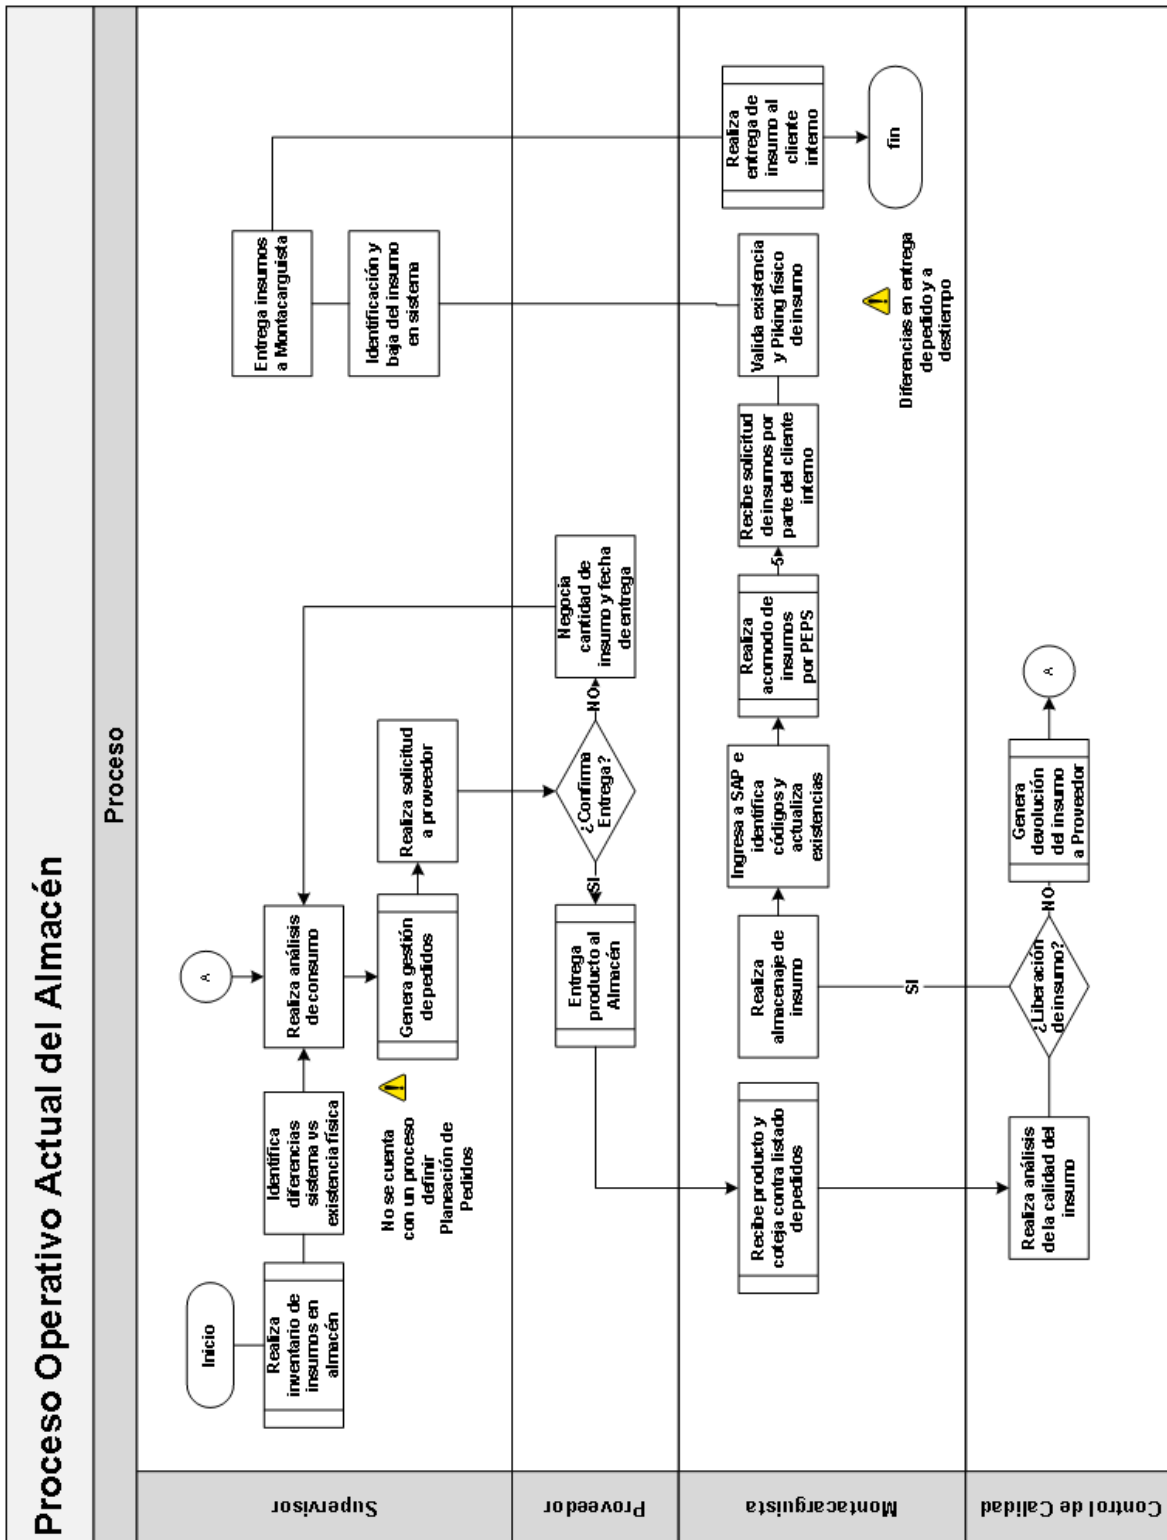 Proceso Operativo Actual del Almacén
Proceso
Supervisor
Inicio
Realiza
inventario de
insumos en
almacén
Identifica
diferencias
sistema vs
existencia física
A
Realiza análisis
de consumo
Genera gestión
de pedidos
No se cuenta
con un proceso
definir
Planeación de
Pedidos
Realiza solicitud
a proveedor
Entrega insumos
a Montacarguista
Identificación y
baja del insumo
en sistema
Proveedor
Entrega
producto al
Almacén
SI
¿Confirma
Entrega?
NO
Negocia
cantidad de
insumo y fecha
de entrega
Montacarguista
Recibe producto y
coteja contra listado
de pedidos
Realiza
almacenaje de
insumo
Ingresa a SAP e
identifica
códigos y
actualiza
existencias
Realiza
acomodo de
insumos
por PEPS
5
Recibe solicitud
de insumos por
parte del cliente
interno
Valida existencia
y Piking físico
de insumo
Realiza
entrega de
insumo al
cliente
interno
fin
Diferencias en entrega
de pedido y a
destiempo
SI
Control de Calidad
Realiza análisis
de la calidad del
insumo
¿Liberación
de insumo?
NO
Genera
devolución
del insumo
a Proveedor
A